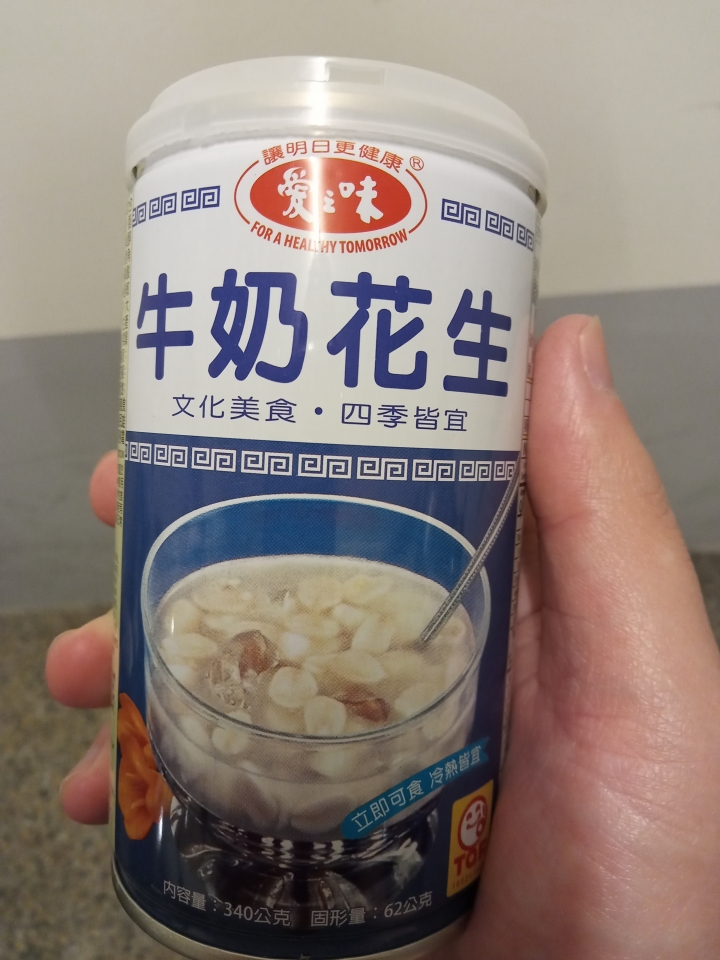 讓明日更健康®
愛之味
FOR A HEALTHY TOMORROW
牛奶花生
文化美食・四季皆宜
立即可食 冷熱皆宜
內容量：340公克 固形量：62公克